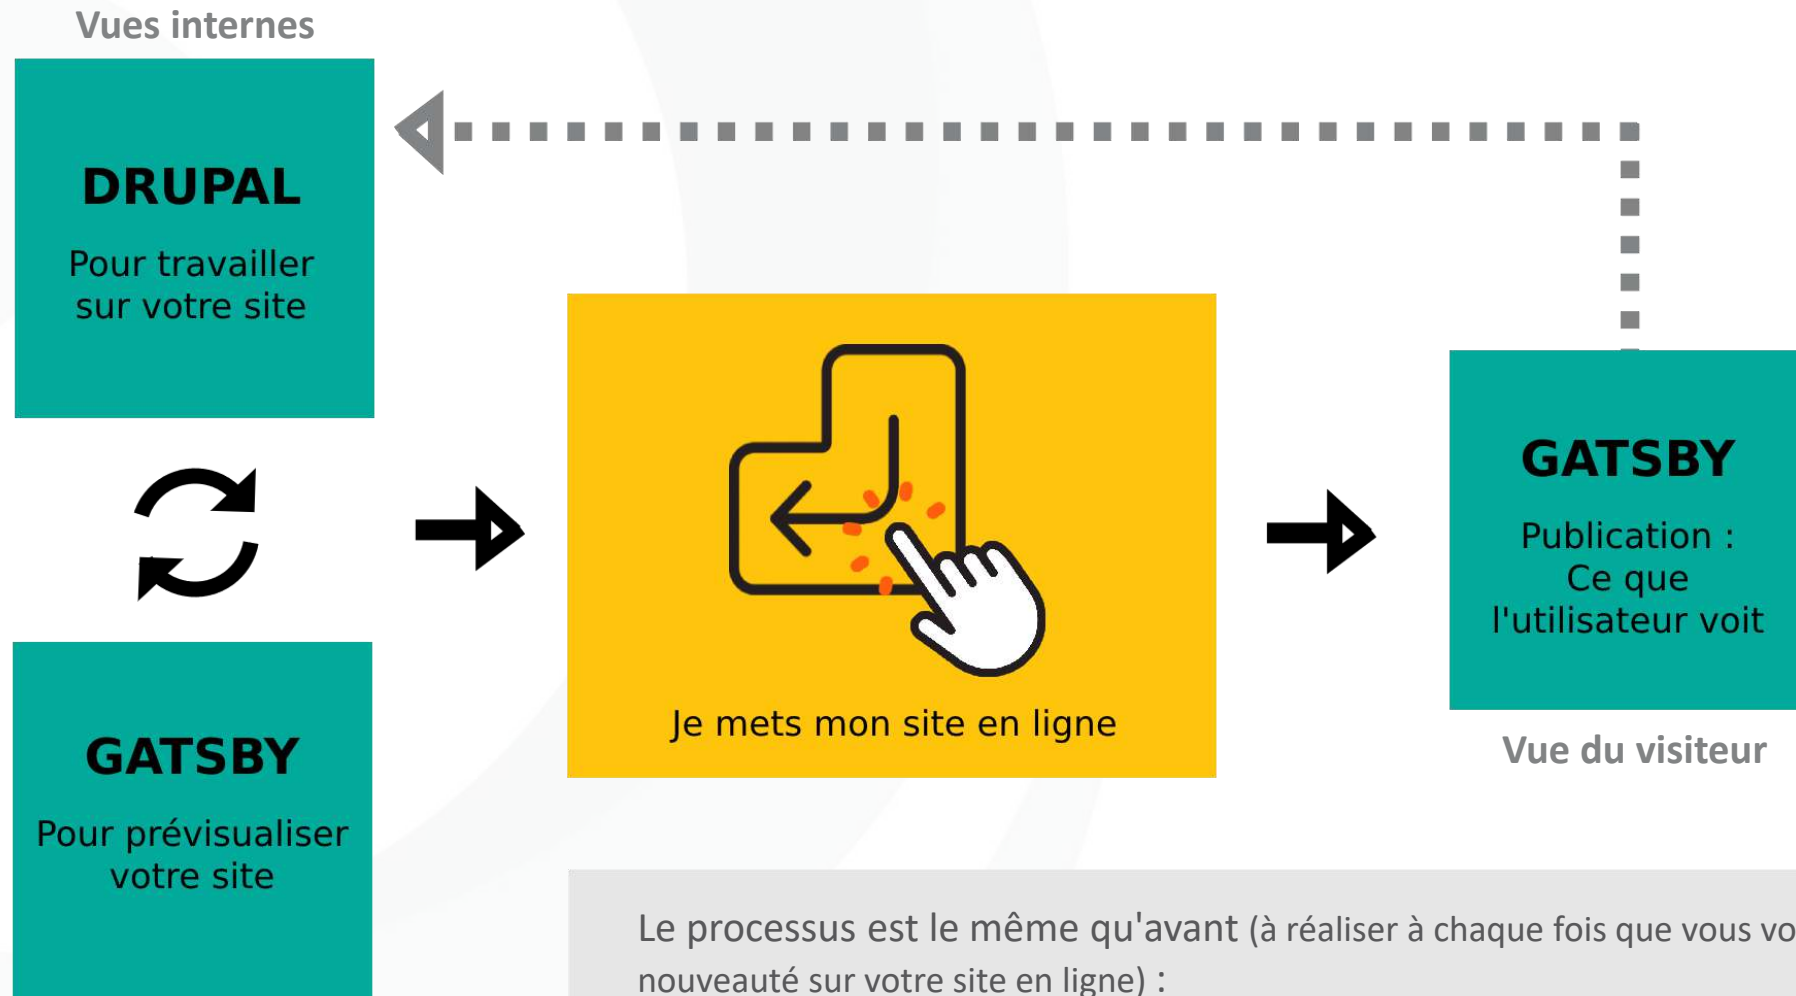 Vues internes
DRUPAL
Pour travailler
sur votre site
GATSBY
Pour prévisualiser
votre site
Je mets mon site en ligne
GATSBY
Publication :
Ce que
l'utilisateur voit
Vue du visiteur
Le processus est le même qu'avant (à réaliser à chaque fois que vous
nouveauté sur votre site en ligne) :